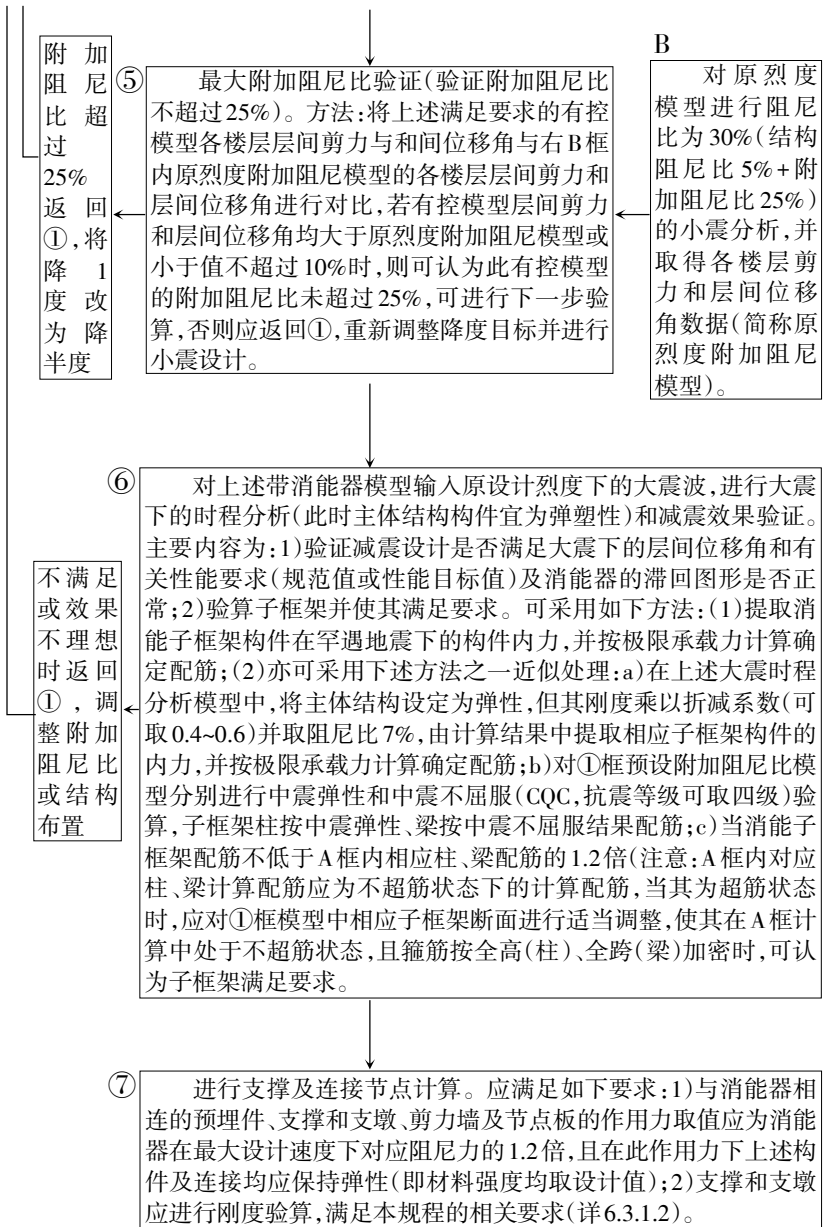 附加
阻尼
比超
过
25%
返回
①,将
降1
度改
为降
半度
⑤
最大附加阻尼比验证(验证附加阻尼比
不超过25%)。方法:将上述满足要求的有控
模型各楼层层间剪力与和间位移角与右B框
内原烈度附加阻尼模型的各楼层层间剪力和
层间位移角进行对比,若有控模型层间剪力
和层间位移角均大于原烈度附加阻尼模型或
小于值不超过10%时,则可认为此有控模型
的附加阻尼比未超过25%,可进行下一步验
算,否则应返回①,重新调整降度目标并进行
小震设计。
B
对原烈度
模型进行阻尼
比为30%(结构
阻尼比5%+附
加阻尼比25%)
的小震分析,并
取得各楼层剪
力和层间位移
角数据(简称原
烈度附加阻尼
模型)。
不满足
或效果
不理想
时返回
①,调
整附加
阻尼比
或结构
布置
⑥
对上述带消能器模型输入原设计烈度下的大震波,进行大震
下的时程分析(此时主体结构构件宜为弹塑性)和减震效果验证。
主要内容为:1)验证减震设计是否满足大震下的层间位移角和有
关性能要求(规范值或性能目标值)及消能器的滞回图形是否正
常;2)验算子框架并使其满足要求。可采用如下方法:(1)提取消
能子框架构件在罕遇地震下的构件内力,并按极限承载力计算确
定配筋;(2)亦可采用下述方法之一近似处理:a)在上述大震时程
分析模型中,将主体结构设定为弹性,但其刚度乘以折减系数(可
取0.4~0.6)并取阻尼比7%,由计算结果中提取相应子框架构件的
内力,并按极限承载力计算确定配筋;b)对①框预设附加阻尼比模
型分别进行中震弹性和中震不屈服(CQC,抗震等级可取四级)验
算,子框架柱按中震弹性、梁按中震不屈服结果配筋;c)当消能子
框架配筋不低于A框内相应柱、梁配筋的1.2倍(注意:A框内对应
柱、梁计算配筋应为不超筋状态下的计算配筋,当其为超筋状态
时,应对①框模型中相应子框架断面进行适当调整,使其在A框计
算中处于不超筋状态,且箍筋按全高(柱)、全跨(梁)加密时,可认
为子框架满足要求。
⑦
进行支撑及连接节点计算。应满足如下要求:1)与消能器相
连的预埋件、支撑和支墩、剪力墙及节点板的作用力取值应为消能
器在最大设计速度下对应阻尼力的1.2倍,且在此作用力下上述构
件及连接均应保持弹性(即材料强度均取设计值);2)支撑和支墩
应进行刚度验算,满足本规程的相关要求(详6.3.1.2)。